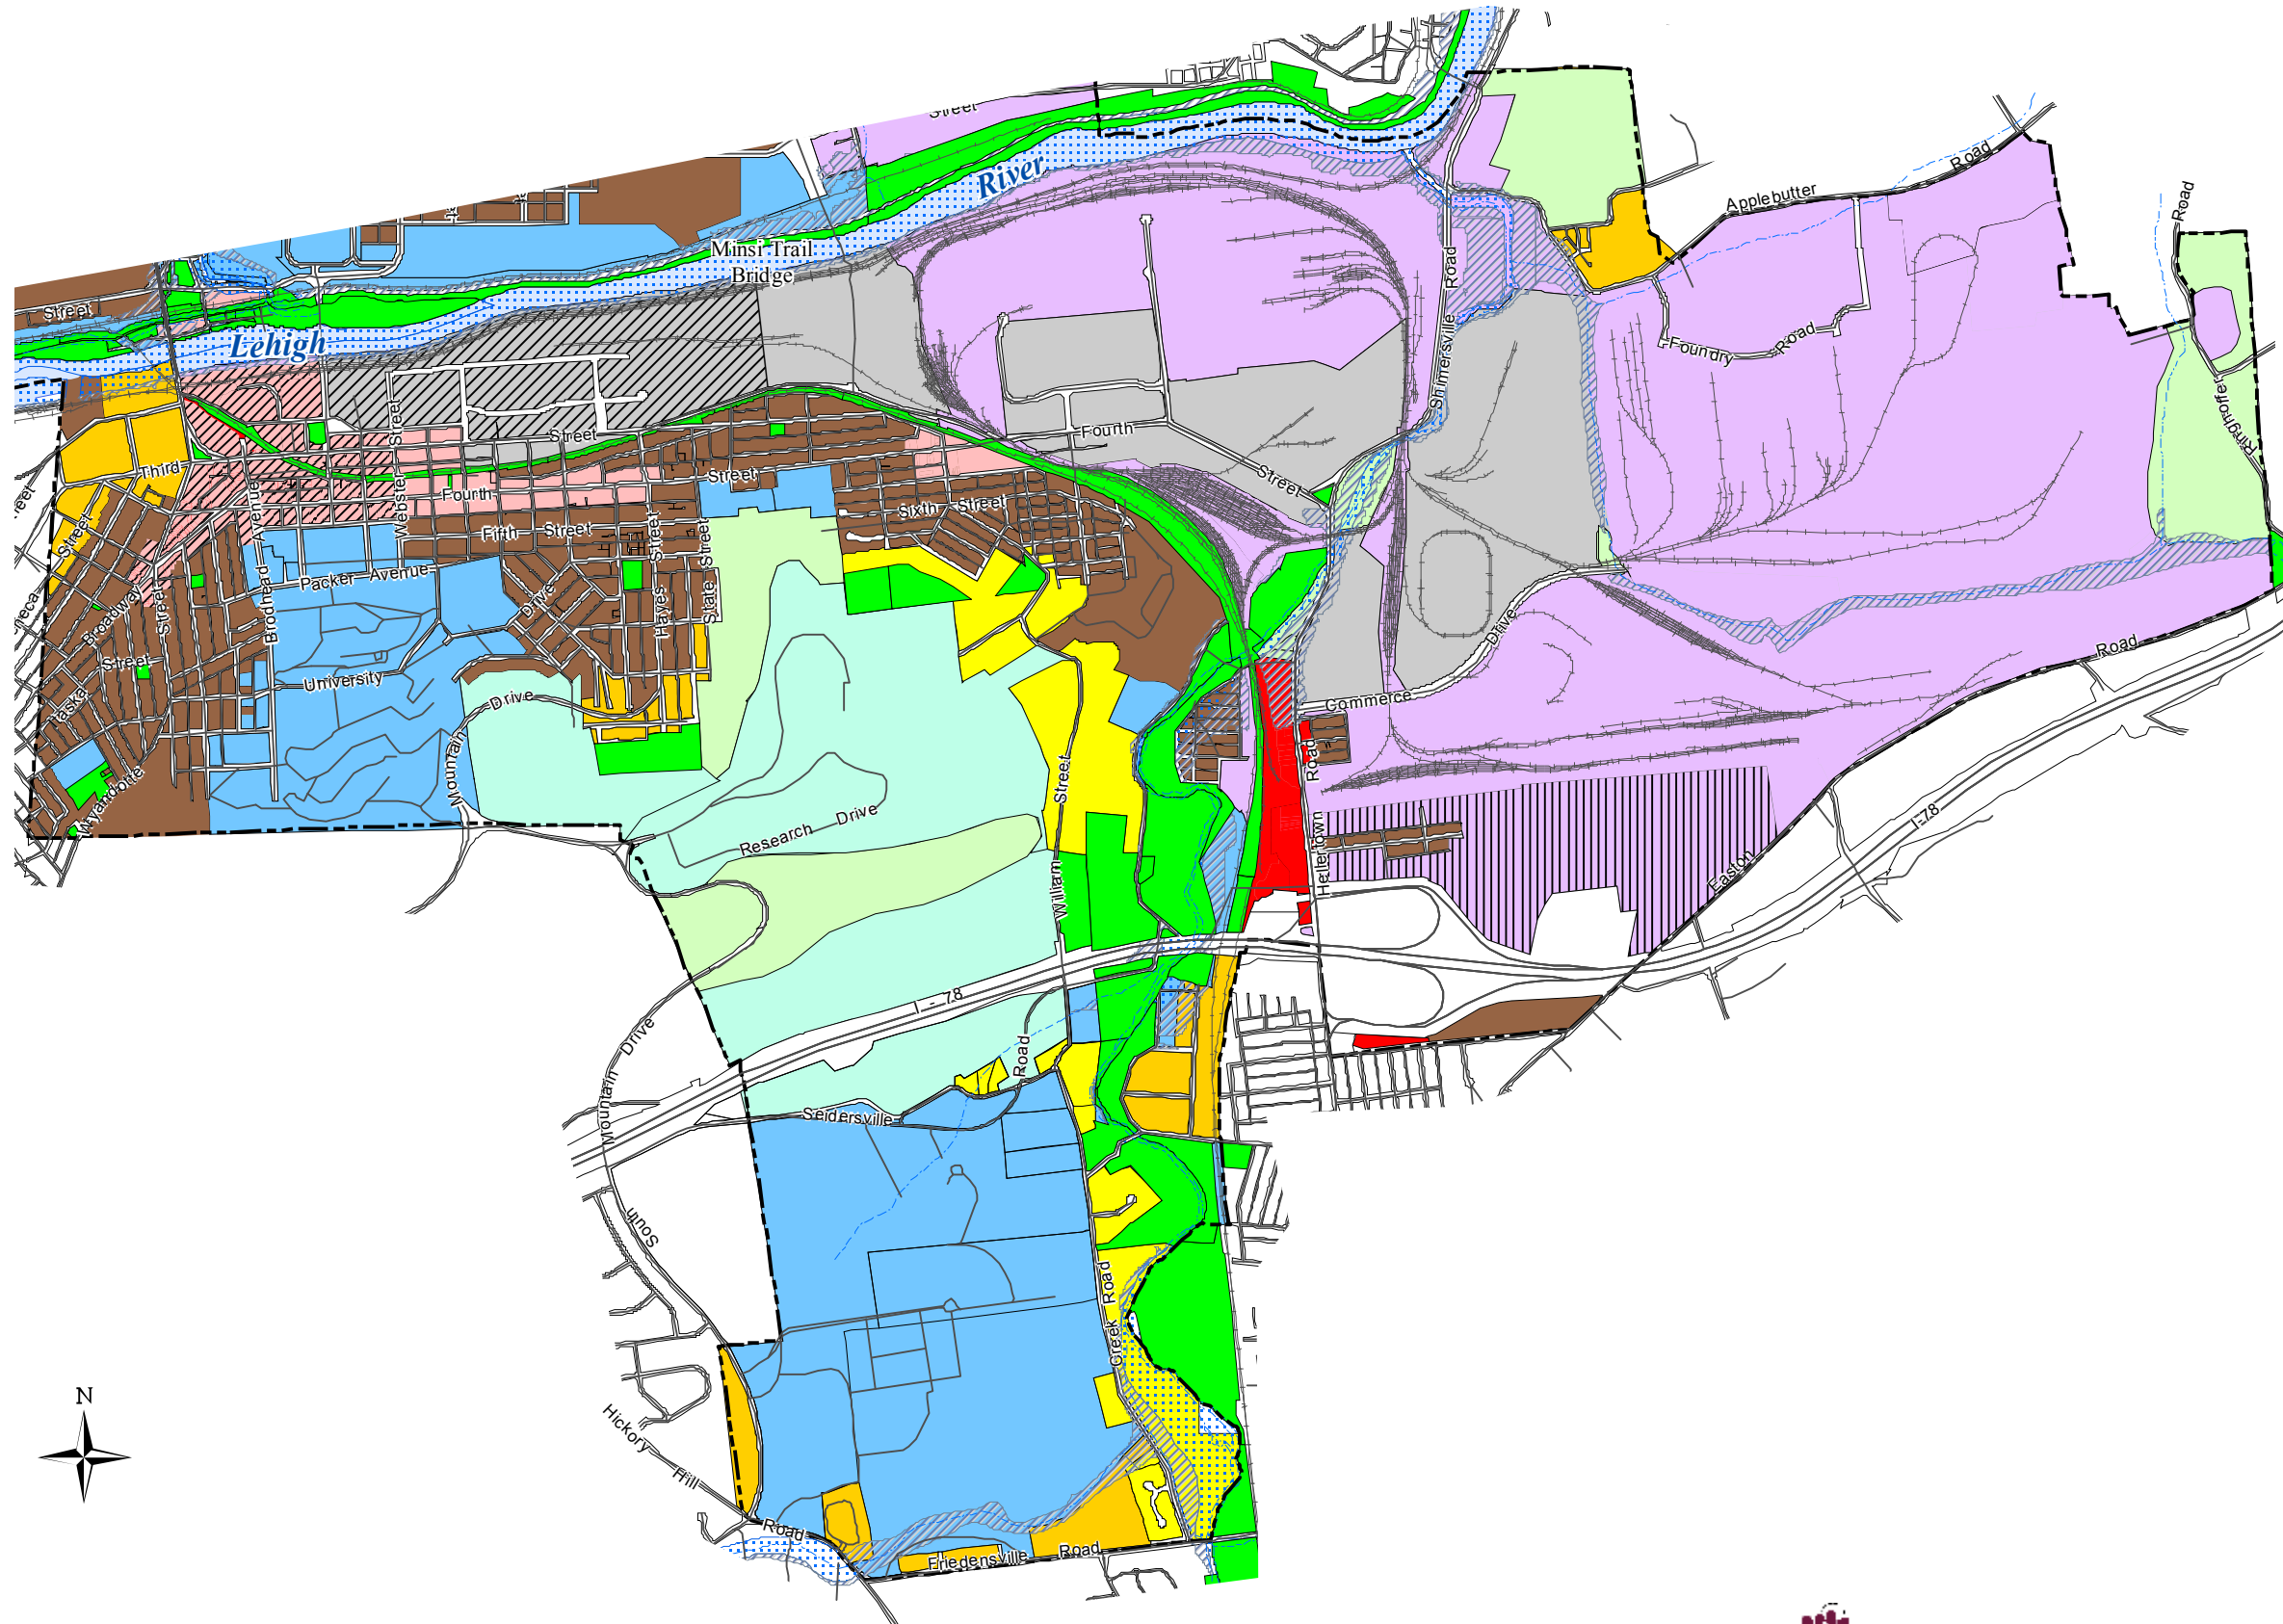 Street
River
Road
Applebutter
Road
Minsi Trail
Bridge
Road
Street
Lehigh
Shimersville
Foundry
Road
Ringhoffer
Street
Webster Street
Fourth
Third
Street
Street
Fourth
Street
Avenue
Sixth Street
Street
Fifth Street
Hayes Street
State Street
Packer Avenue
Drive
Brodhead
Broadway
Street
Street
University
Drive
Drive
Commerce
Road
Road
Mountain
Wyandotte
Street
Research Drive
I-78
Hellertown
Easton
William
I - 78
Road
Drive
Mountain
Seidersville
South
Road
Creek
N
Hickory
Hill
Road
Friedensville Road